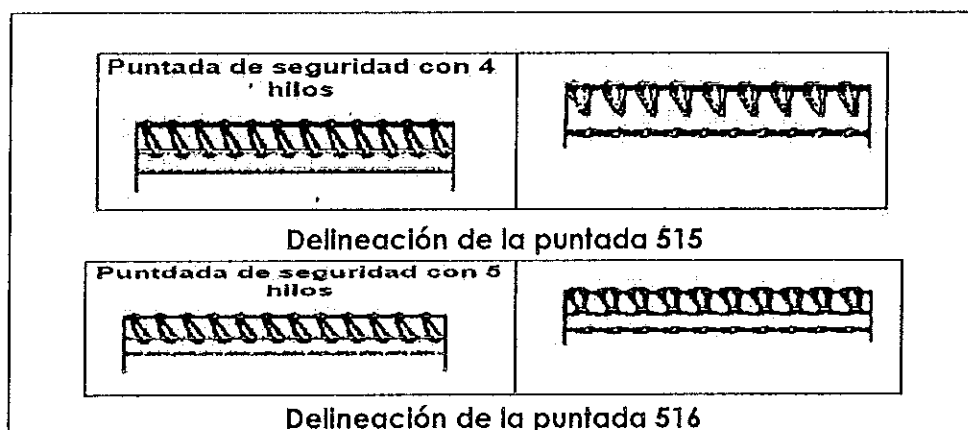 Puntada de seguridad con 4
hilos
Delineación de la puntada 515
Puntdada de seguridad con 5
hilos
Delineación de la puntada 516